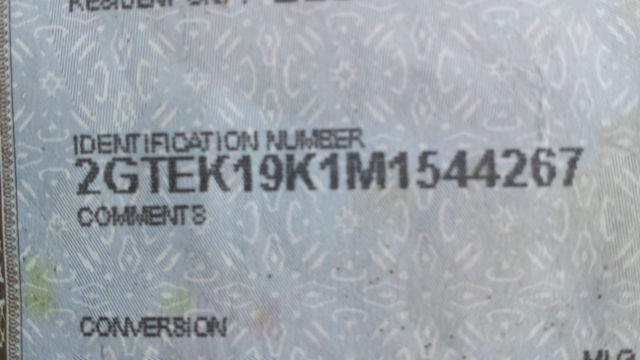 IDENTIFICATION NUMBER
2GTEK19K1M1544267
COMMENTS
CONVERSION